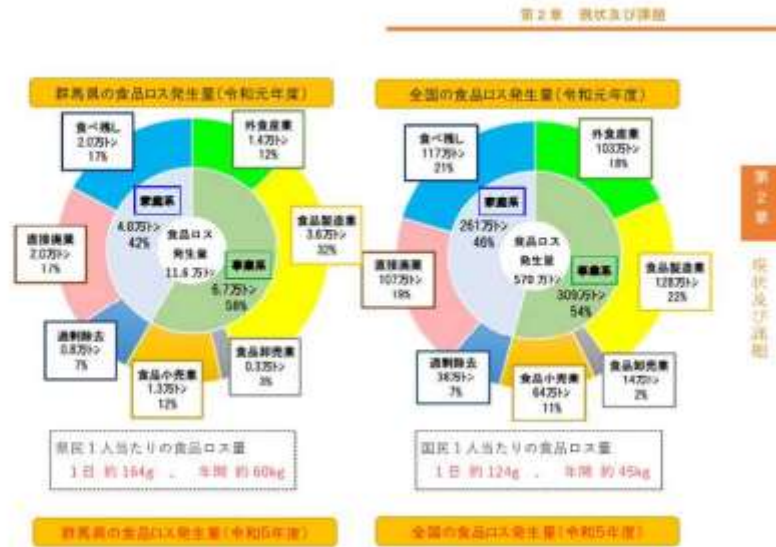 第2章 現状及び課題
群馬県の食品ロス発生量(令和元年度)
食べ残し
2.0万トン
17%
外食産業
1.4万トン
12%
家庭系
4.8万トン
42%
食品ロス
発生量
11.6万トン
事業系
6.7万トン
58%
食品製造業
3.6万トン
32%
直接廃棄
2.0万トン
17%
過剰除去
0.8万トン
7%
食品小売業
1.3万トン
12%
食品卸売業
0.3万トン
3%
県民1人当たりの食品ロス量
1日 約164g 、 年間 約60kg
群馬県の食品ロス発生量(令和5年度)
全国の食品ロス発生量(令和元年度)
食べ残し
117万トン
21%
外食産業
103万トン
18%
家庭系
261万トン
46%
食品ロス
発生量
570万トン
事業系
309万トン
54%
食品製造業
128万トン
22%
直接廃棄
107万トン
19%
過剰除去
38万トン
7%
食品小売業
64万トン
11%
食品卸売業
14万トン
2%
国民1人当たりの食品ロス量
1日 約124g 、 年間 約45kg
全国の食品ロス発生量(令和5年度)
第2章
現状及び課題